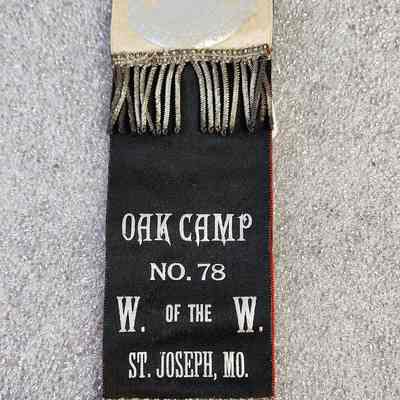 OAK CAMP
NO. 78
W. OF THE W.
ST. JOSEPH, MO.